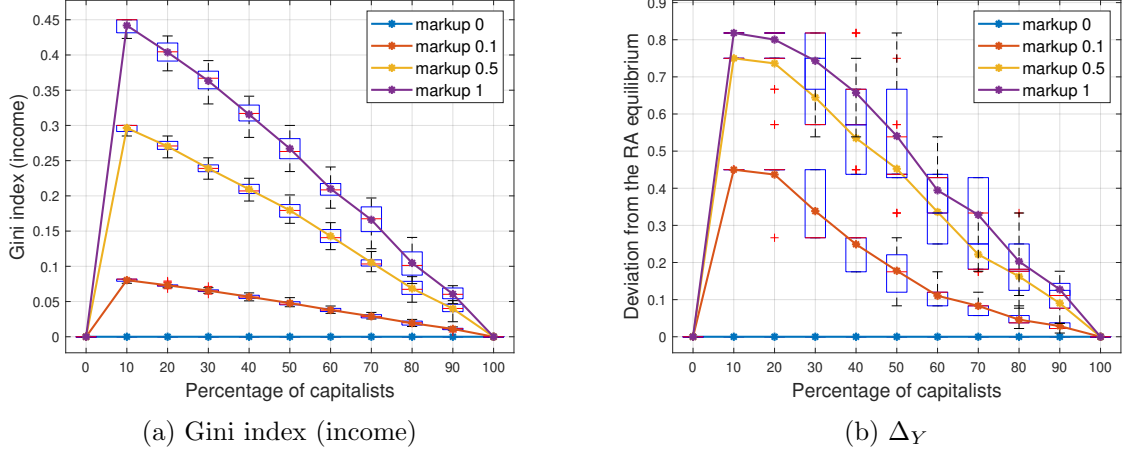 0.45
0.4
0.35
0.3
0.25
0.2
0.15
0.1
0.05
0
Gini index (income)
markup 0
markup 0.1
markup 0.5
markup 1
0 10 20 30 40 50 60 70 80 90 100
Percentage of capitalists
(a) Gini index (income)
0.9
0.8
0.7
0.6
0.5
0.4
0.3
0.2
0.1
0
Deviation from the RA equilibrium
markup 0
markup 0.1
markup 0.5
markup 1
0 10 20 30 40 50 60 70 80 90 100
Percentage of capitalists
(b) Δ_Y